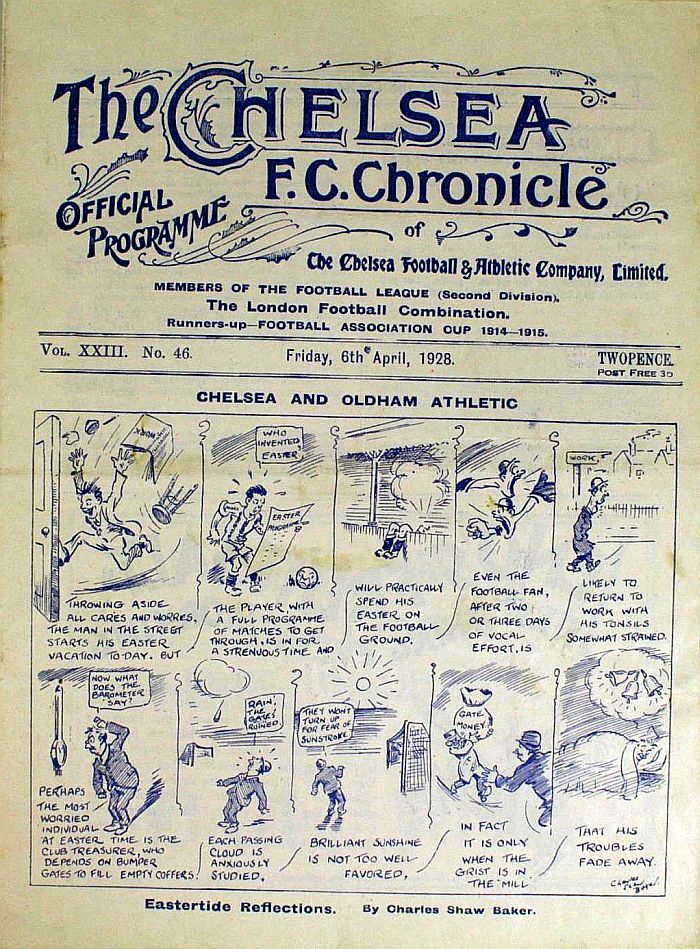 The CHELSEA
F.C. Chronicle
OFFICIAL
PROGRAMME
of
The Chelsea Football & Athletic Company, Limited.
MEMBERS OF THE FOOTBALL LEAGUE (Second Division).
The London Football Combination.
Runners-up—FOOTBALL ASSOCIATION CUP 1914—1915.
VOL. XXIII. No. 46.
Friday, 6th April, 1928.
TWOPENCE.
POST FREE 3D
CHELSEA AND OLDHAM ATHLETIC
WORK
THROWING ASIDE
ALL CARES AND WORRIES,
THE MAN IN THE STREET
STARTS HIS EASTER
VACATION TO-DAY. BUT
WHO
INVENTED
EASTER?
EASTER
PROGRAMME
THE PLAYER WITH
A FULL PROGRAMME
OF MATCHES TO GET
THROUGH, IS IN FOR
A STRENUOUS TIME AND
WILL PRACTICALLY
SPEND HIS
EASTER ON
THE FOOTBALL
GROUND.
EVEN THE
FOOTBALL FAN,
AFTER TWO
OR THREE DAYS
OF VOCAL
EFFORT, IS
WORK
LIKELY TO
RETURN TO
WORK WITH
HIS TONSILS
SOMEWHAT STRAINED.
NOW WHAT
DOES THE
BAROMETER
SAY?
PERHAPS
THE MOST
WORRIED
INDIVIDUAL
AT EASTER TIME IS THE
CLUB TREASURER, WHO
DEPENDS ON BUMPER
GATES TO FILL EMPTY COFFERS.
RAIN,
THE
GATE'S
RUINED
EACH PASSING
CLOUD IS
ANXIOUSLY
STUDIED.
THEY WONT
TURN UP
FOR FEAR OF
SUNSTROKE
BRILLIANT SUNSHINE
IS NOT TOO WELL
FAVORED,
GATE
MONEY
IN FACT
IT IS ONLY
WHEN THE
GRIST IS IN
THE "MILL"
THAT HIS
TROUBLES
FADE AWAY.
Charles
Shaw
Baker.
Eastertide Reflections. By Charles Shaw Baker.